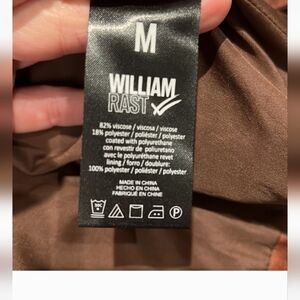 M
WILLIAM
RAST
82% viscose / viscosa / viscose
18% polyester / poliéster / polyester
coated with polyurethane
con revestir de poliuretano
avec le polyuréthane revet
lining / forro / doublure:
100% polyester / poliéster / polyester
MADE IN CHINA
HECHO EN CHINA
FABRIQUÉ EN CHINE
P